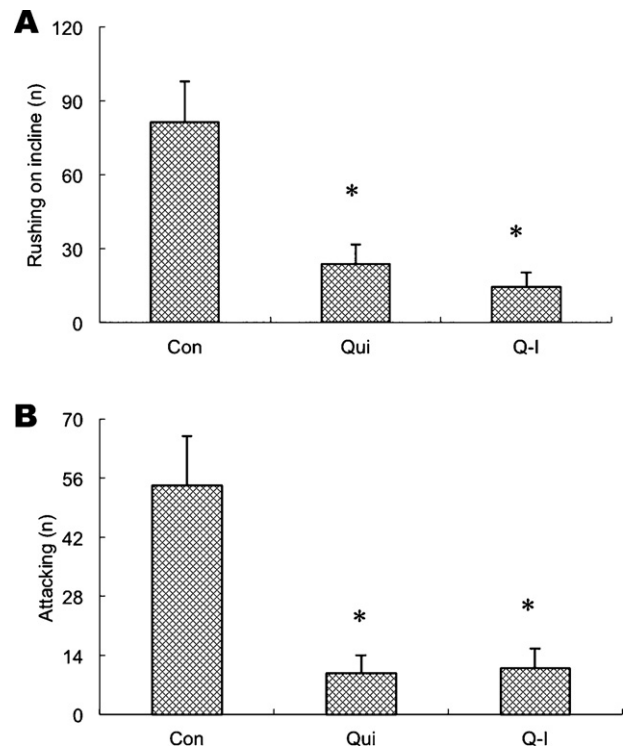 A
Rushing on incline (n)
120
90
60
30
0
*
*
Con
Qui
Q-I
B
Attacking (n)
70
56
42
28
14
0
*
*
Con
Qui
Q-I